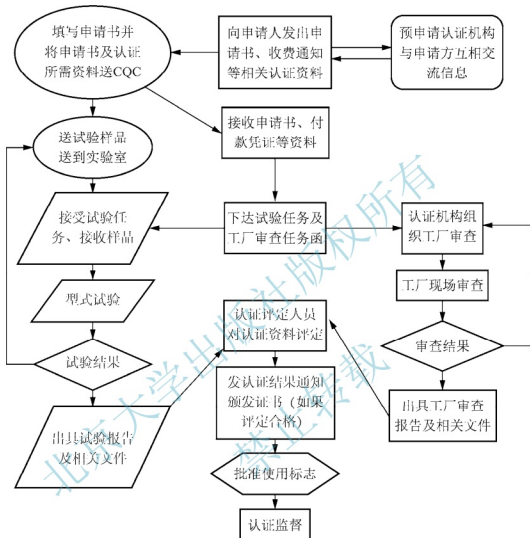 填写申请书并
将申请书及认证
所需资料送CQC
向申请人发出申
请书、收费通知
等相关认证资料
预申请认证机构
与申请方互相交
流信息
送试验样品
送到实验室
接收申请书、付
款凭证等资料
接受试验任
务、接收样品
下达试验任务及
工厂审查任务函
认证机构组
织工厂审查
型式试验
工厂现场审查
认证评定人员
对认证资料评定
试验结果
审查结果
发认证结果通知
颁发证书（如果
评定合格）
出具试验报告
及相关文件
出具工厂审查
报告及相关文件
批准使用标志
认证监督
北京大学出版社版权所有
禁止转载